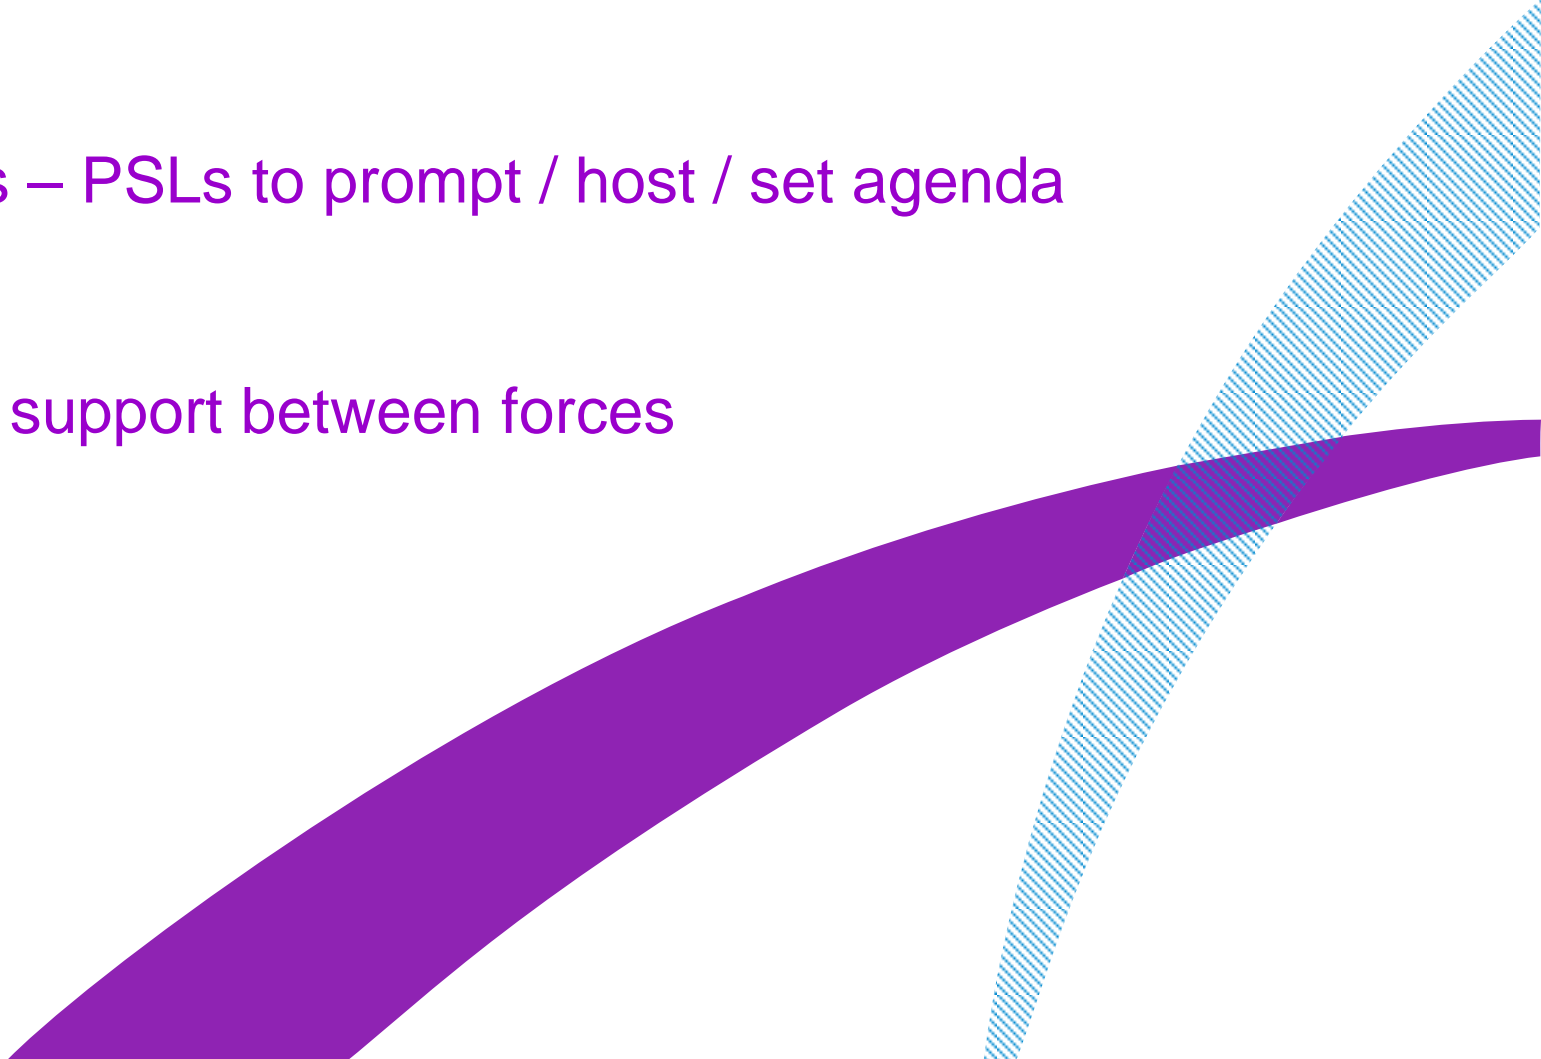 – PSLs to prompt / host / set agenda
support between forces